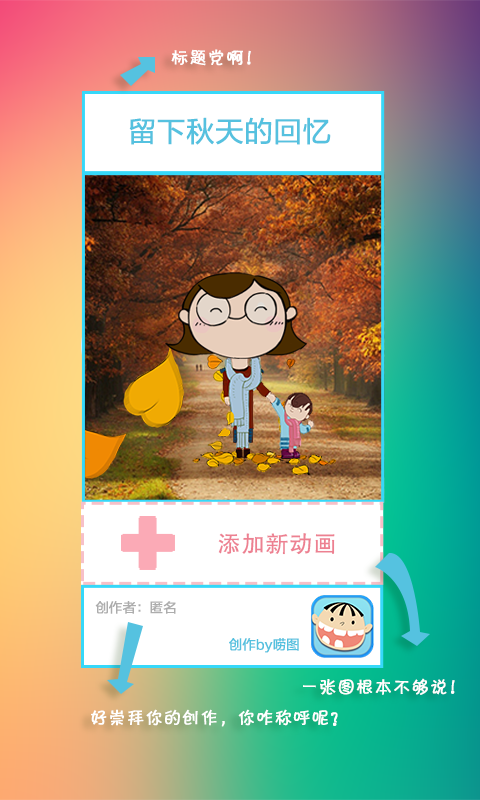 标题党啊!
留下秋天的回忆
添加新动画
创作者：匿名
创作by唠图
一张图根本不够说!
好崇拜你的创作，你咋称呼呢?